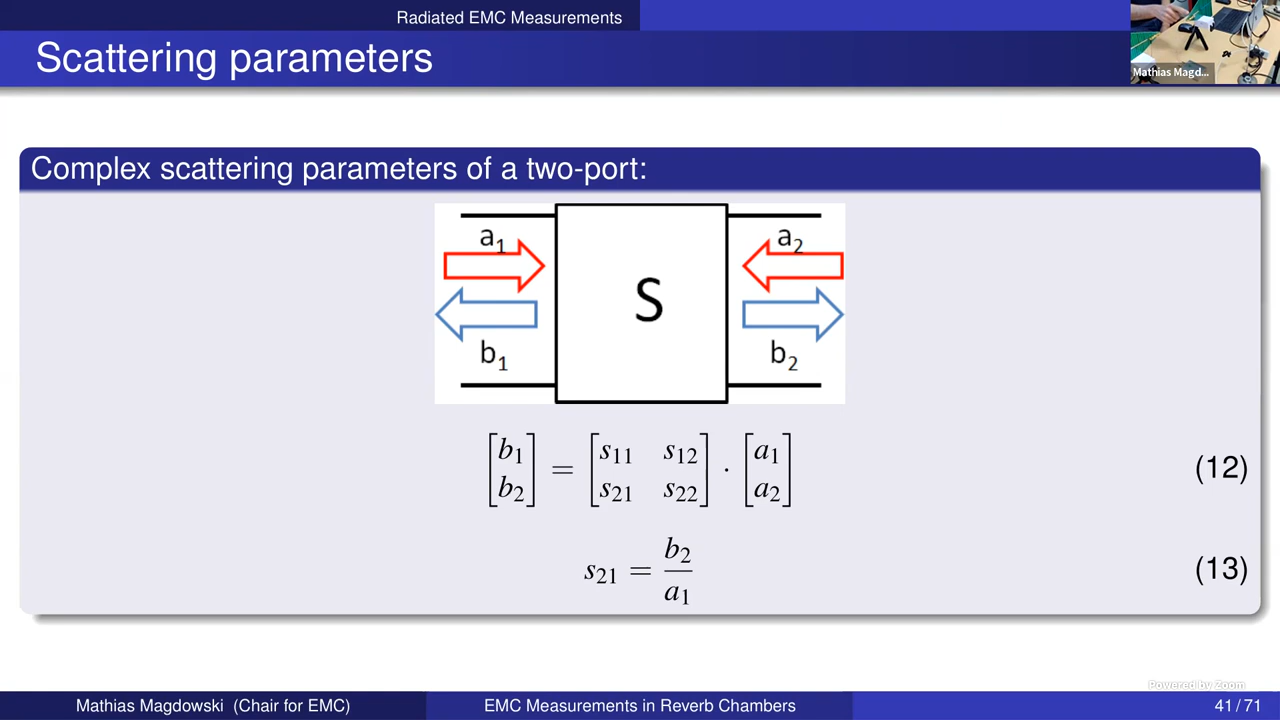 Radiated EMC Measurements
Scattering parameters
Mathias Magd...
Complex scattering parameters of a two-port:
a1 a2
S
b1 b2
[b1 b2] = [s11 s12 s21 s22] · [a1 a2] (12)
s21 = b2/a1 (13)
Powered by Zoom
Mathias Magdowski (Chair for EMC) EMC Measurements in Reverb Chambers 41 / 71